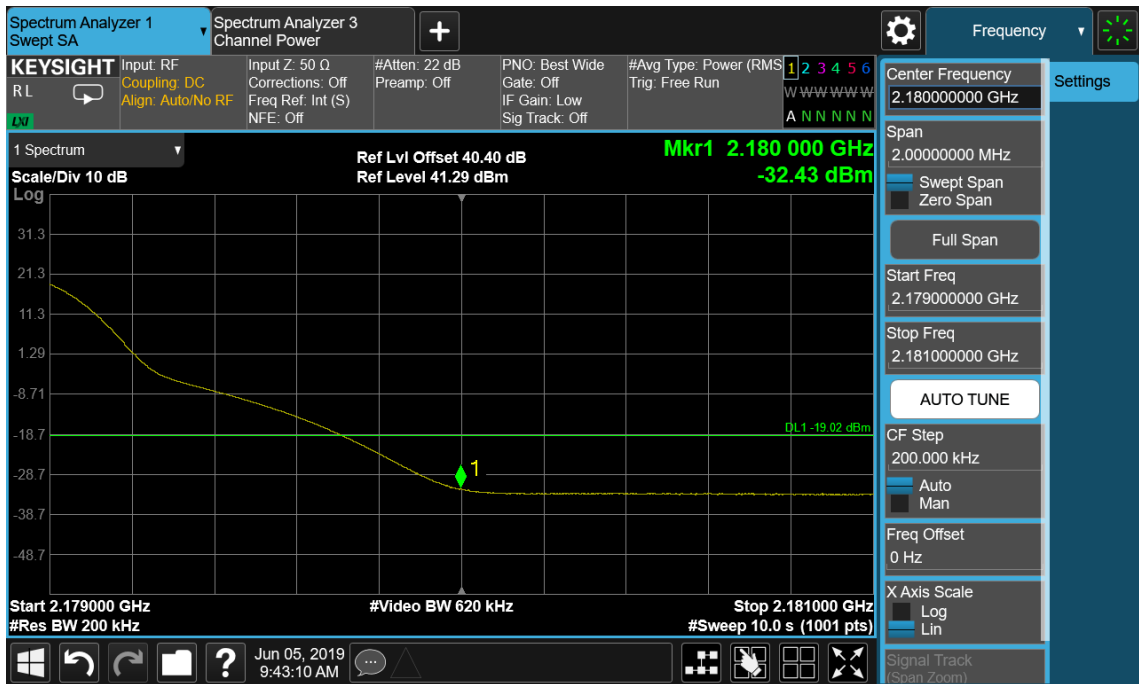 Spectrum Analyzer 1
Swept SA
Spectrum Analyzer 3
Channel Power
Frequency
KEYSIGHT
R L
LXI
Input: RF
Coupling: DC
Align: Auto/No RF
Input Z: 50 Ω
Corrections: Off
Freq Ref: Int (S)
NFE: Off
#Atten: 22 dB
Preamp: Off
PNO: Best Wide
Gate: Off
IF Gain: Low
Sig Track: Off
#Avg Type: Power (RMS
Trig: Free Run
1 2 3 4 5 6
W W W W W W
A N N N N N
1 Spectrum
Scale/Div 10 dB
Ref Lvl Offset 40.40 dB
Ref Level 41.29 dBm
Mkr1 2.180 000 GHz
-32.43 dBm
Log
31.3
21.3
11.3
1.29
-8.71
-18.7
-28.7
-38.7
-48.7
DL1 -19.02 dBm
1
Start 2.179000 GHz
#Res BW 200 kHz
#Video BW 620 kHz
Stop 2.181000 GHz
#Sweep 10.0 s (1001 pts)
Center Frequency
2.180000000 GHz
Settings
Span
2.00000000 MHz
Swept Span
Zero Span
Full Span
Start Freq
2.179000000 GHz
Stop Freq
2.181000000 GHz
AUTO TUNE
CF Step
200.000 kHz
Auto
Man
Freq Offset
0 Hz
X Axis Scale
Log
Lin
Signal Track
(Span Zoom)
?
Jun 05, 2019
9:43:10 AM